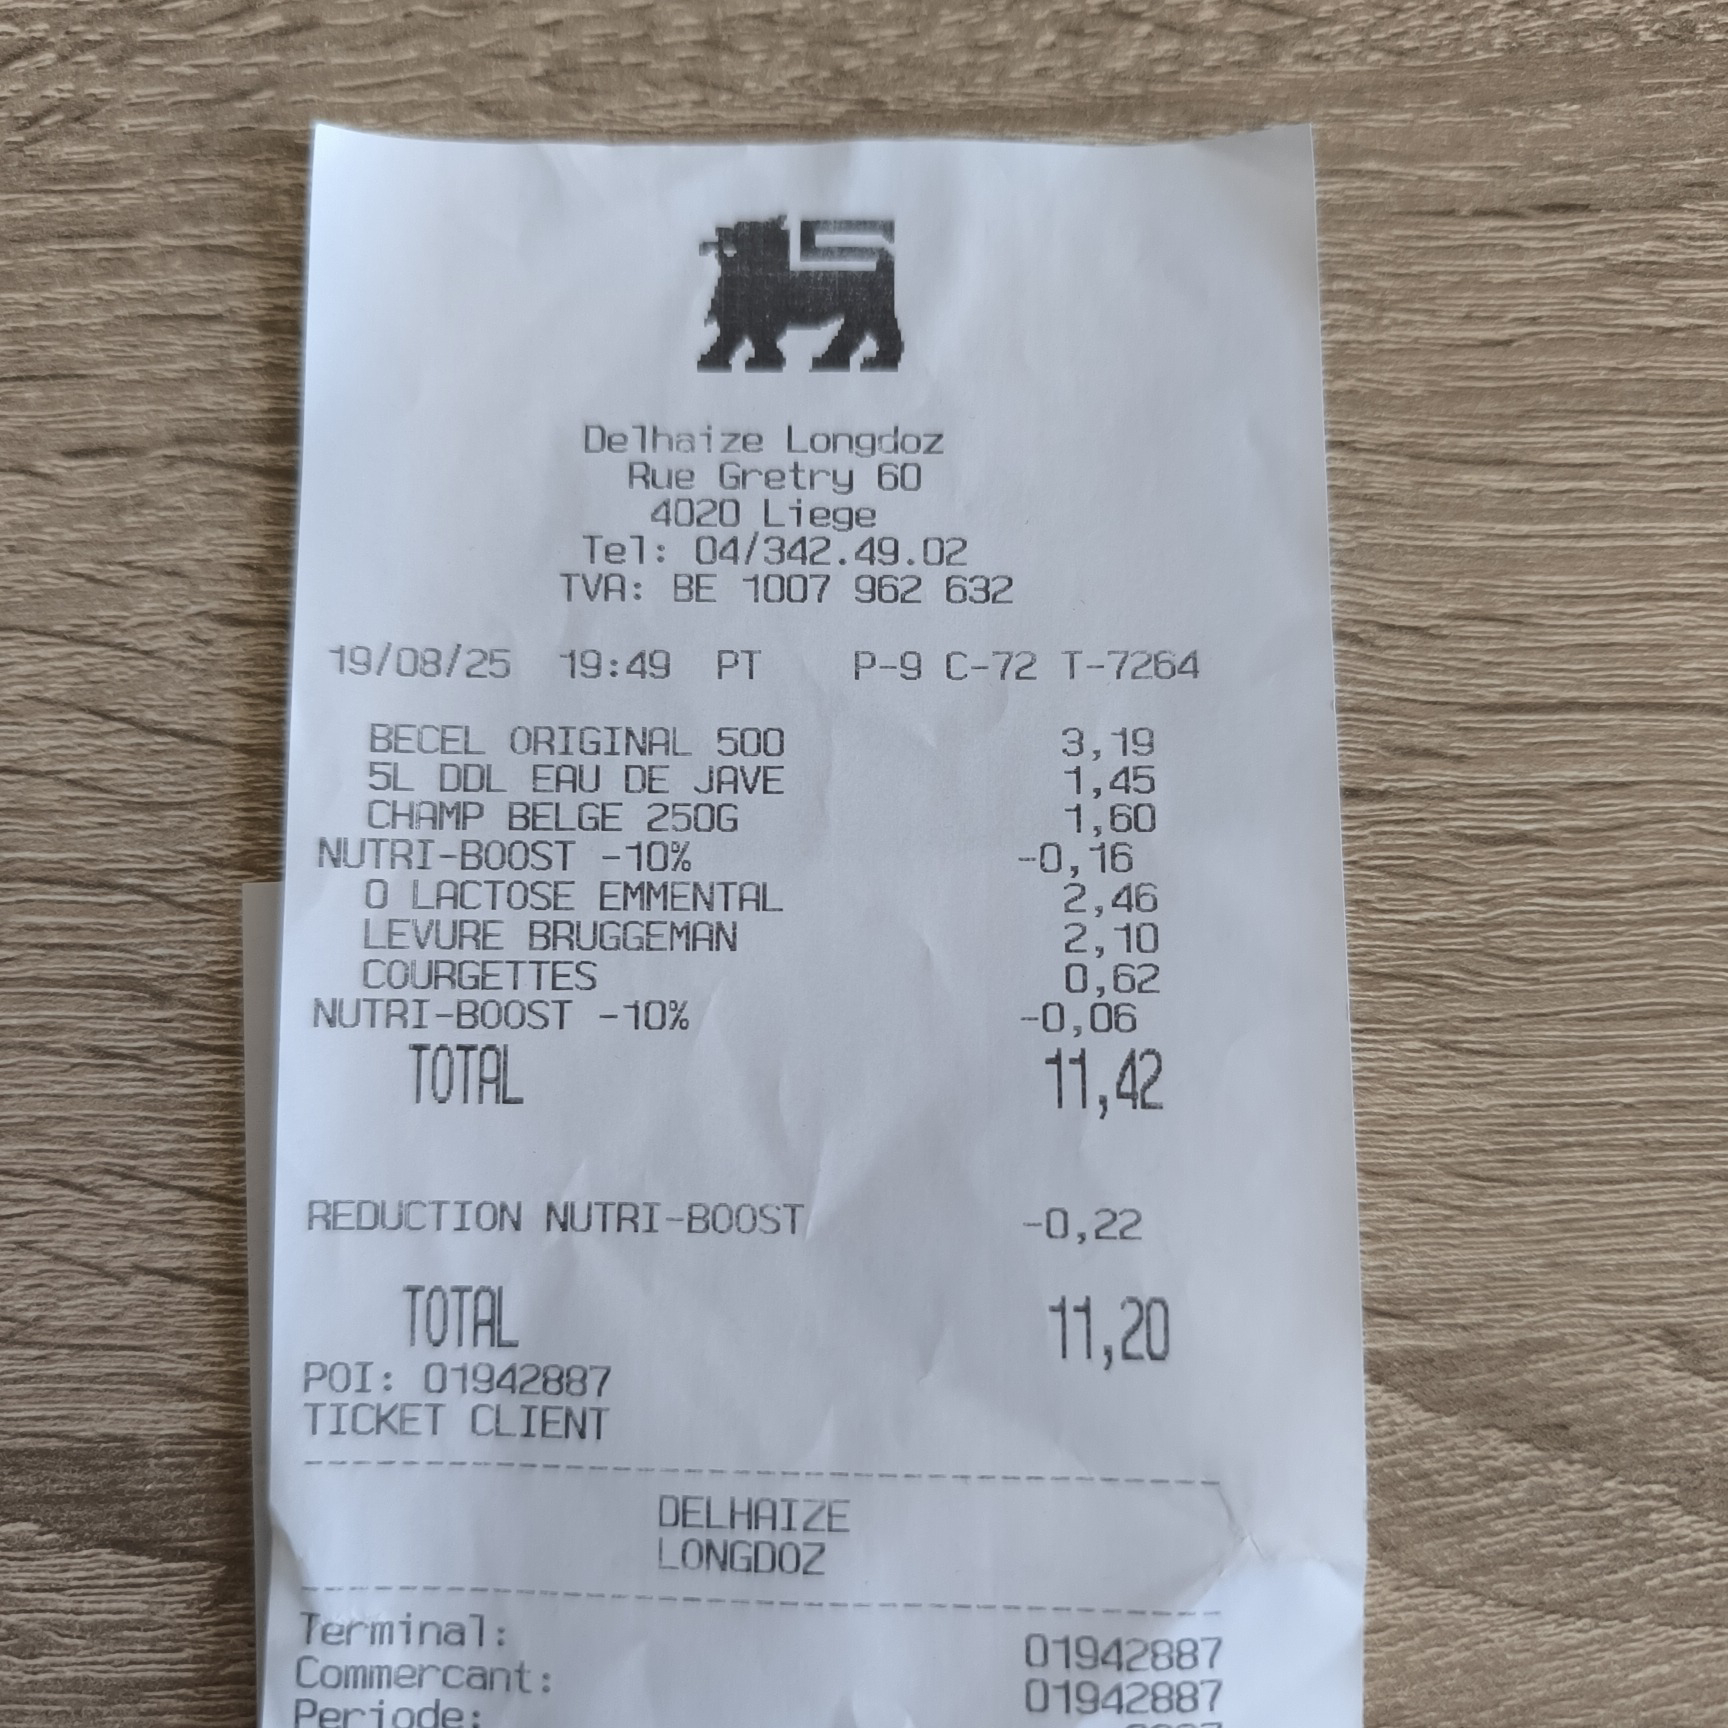 Delhaize Longdoz
Rue Gretry 60
4020 Liege
Tel: 04/342.49.02
TVA: BE 1007 962 632
19/08/25 19:49 PT P-9 C-72 T-7264
BECEL ORIGINAL 500 3,19
5L DDL EAU DE JAVE 1,45
CHAMP BELGE 250G 1,60
NUTRI-BOOST -10% -0,16
0 LACTOSE EMMENTAL 2,46
LEVURE BRUGGEMAN 2,10
COURGETTES 0,62
NUTRI-BOOST -10% -0,06
TOTAL 11,42
REDUCTION NUTRI-BOOST -0,22
TOTAL 11,20
POI: 01942887
TICKET CLIENT
DELHAIZE
LONGDOZ
Terminal: 01942887
Commercant: 01942887
Periode: